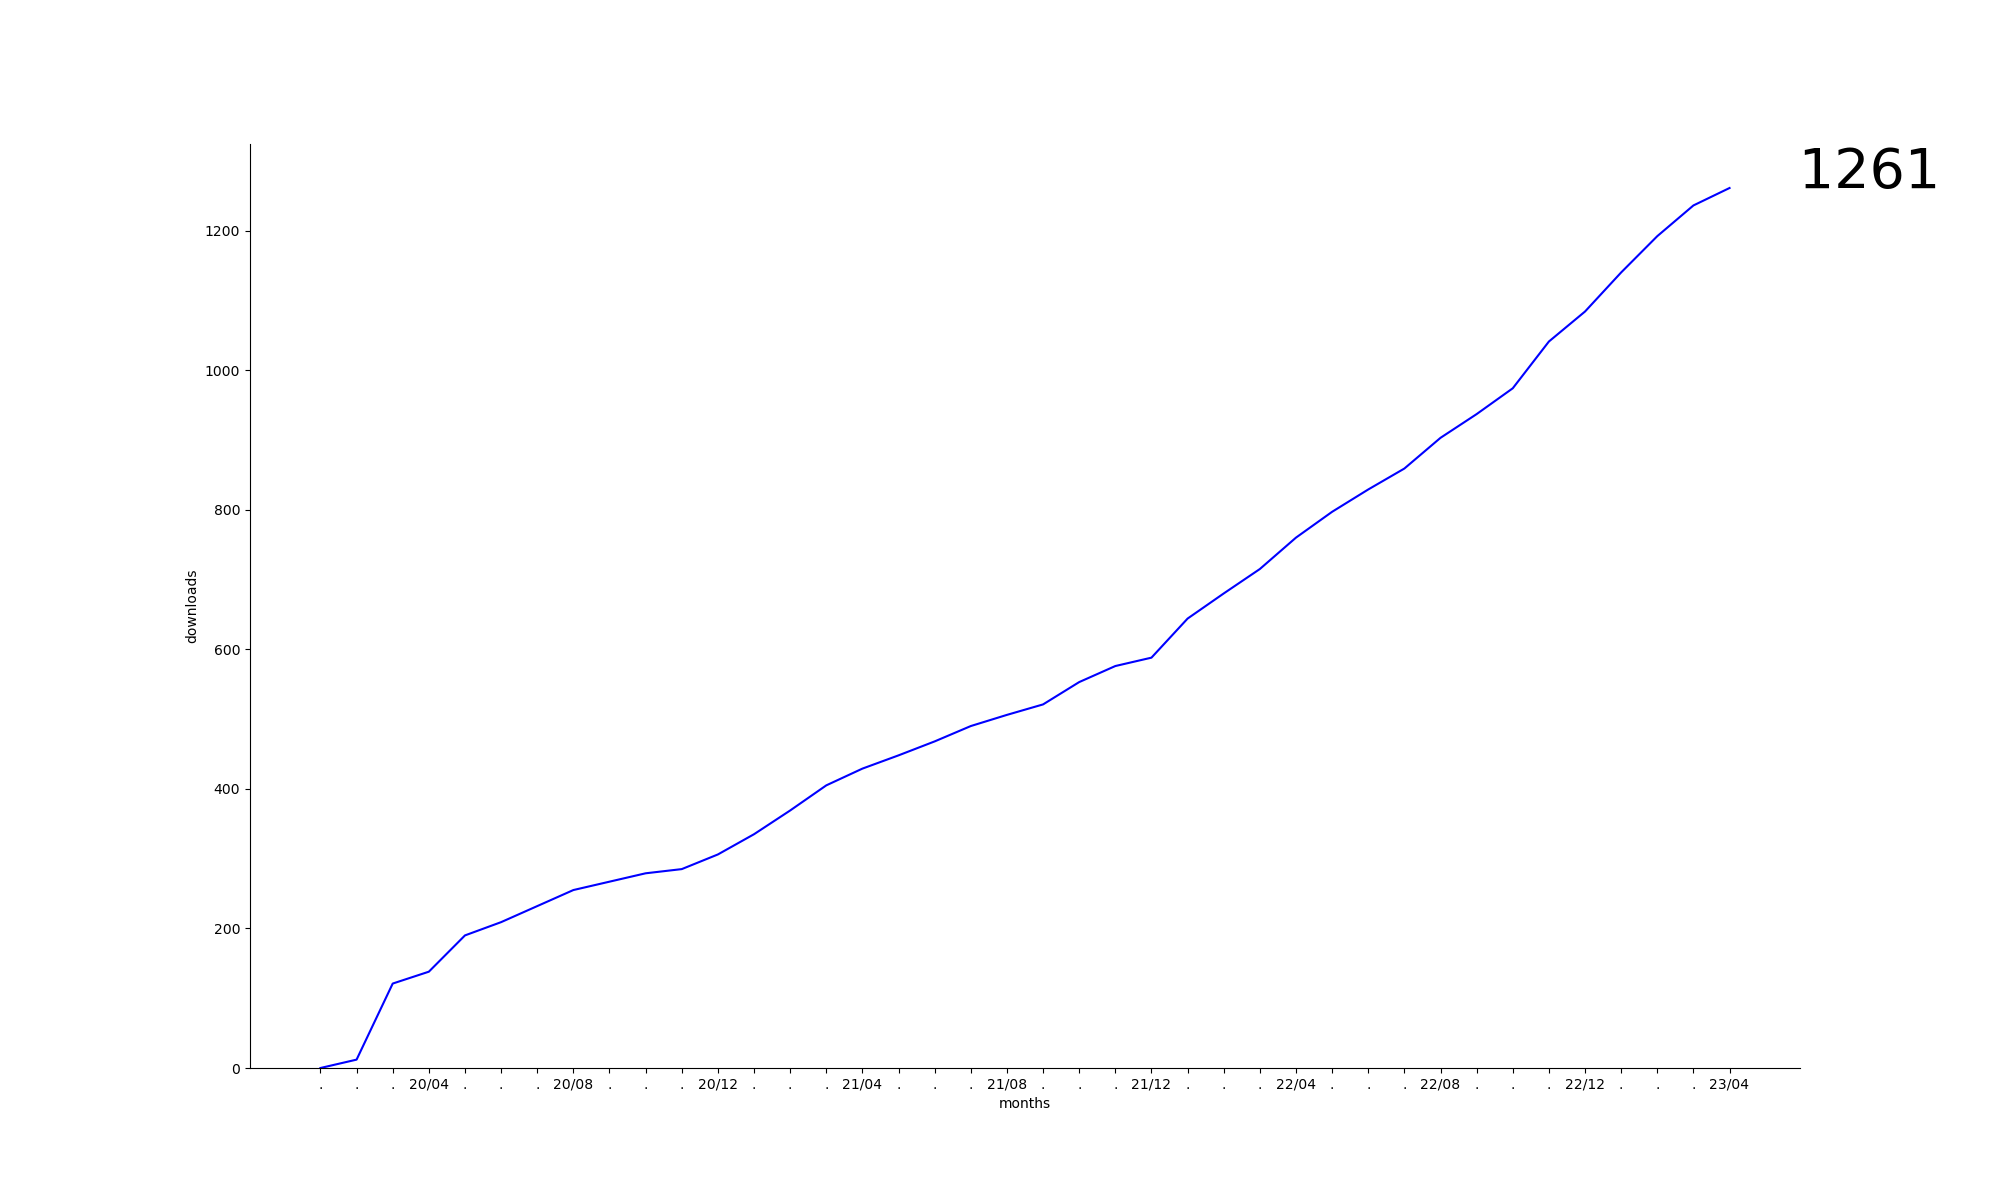 1261
1200
1000
800
600
400
200
0
downloads
. . . 20/04 . . . 20/08 . . . 20/12 . . . 21/04 . . . 21/08 . . . 21/12 . . . 22/04 . . . 22/08 . . . 22/12 . . . 23/04
months